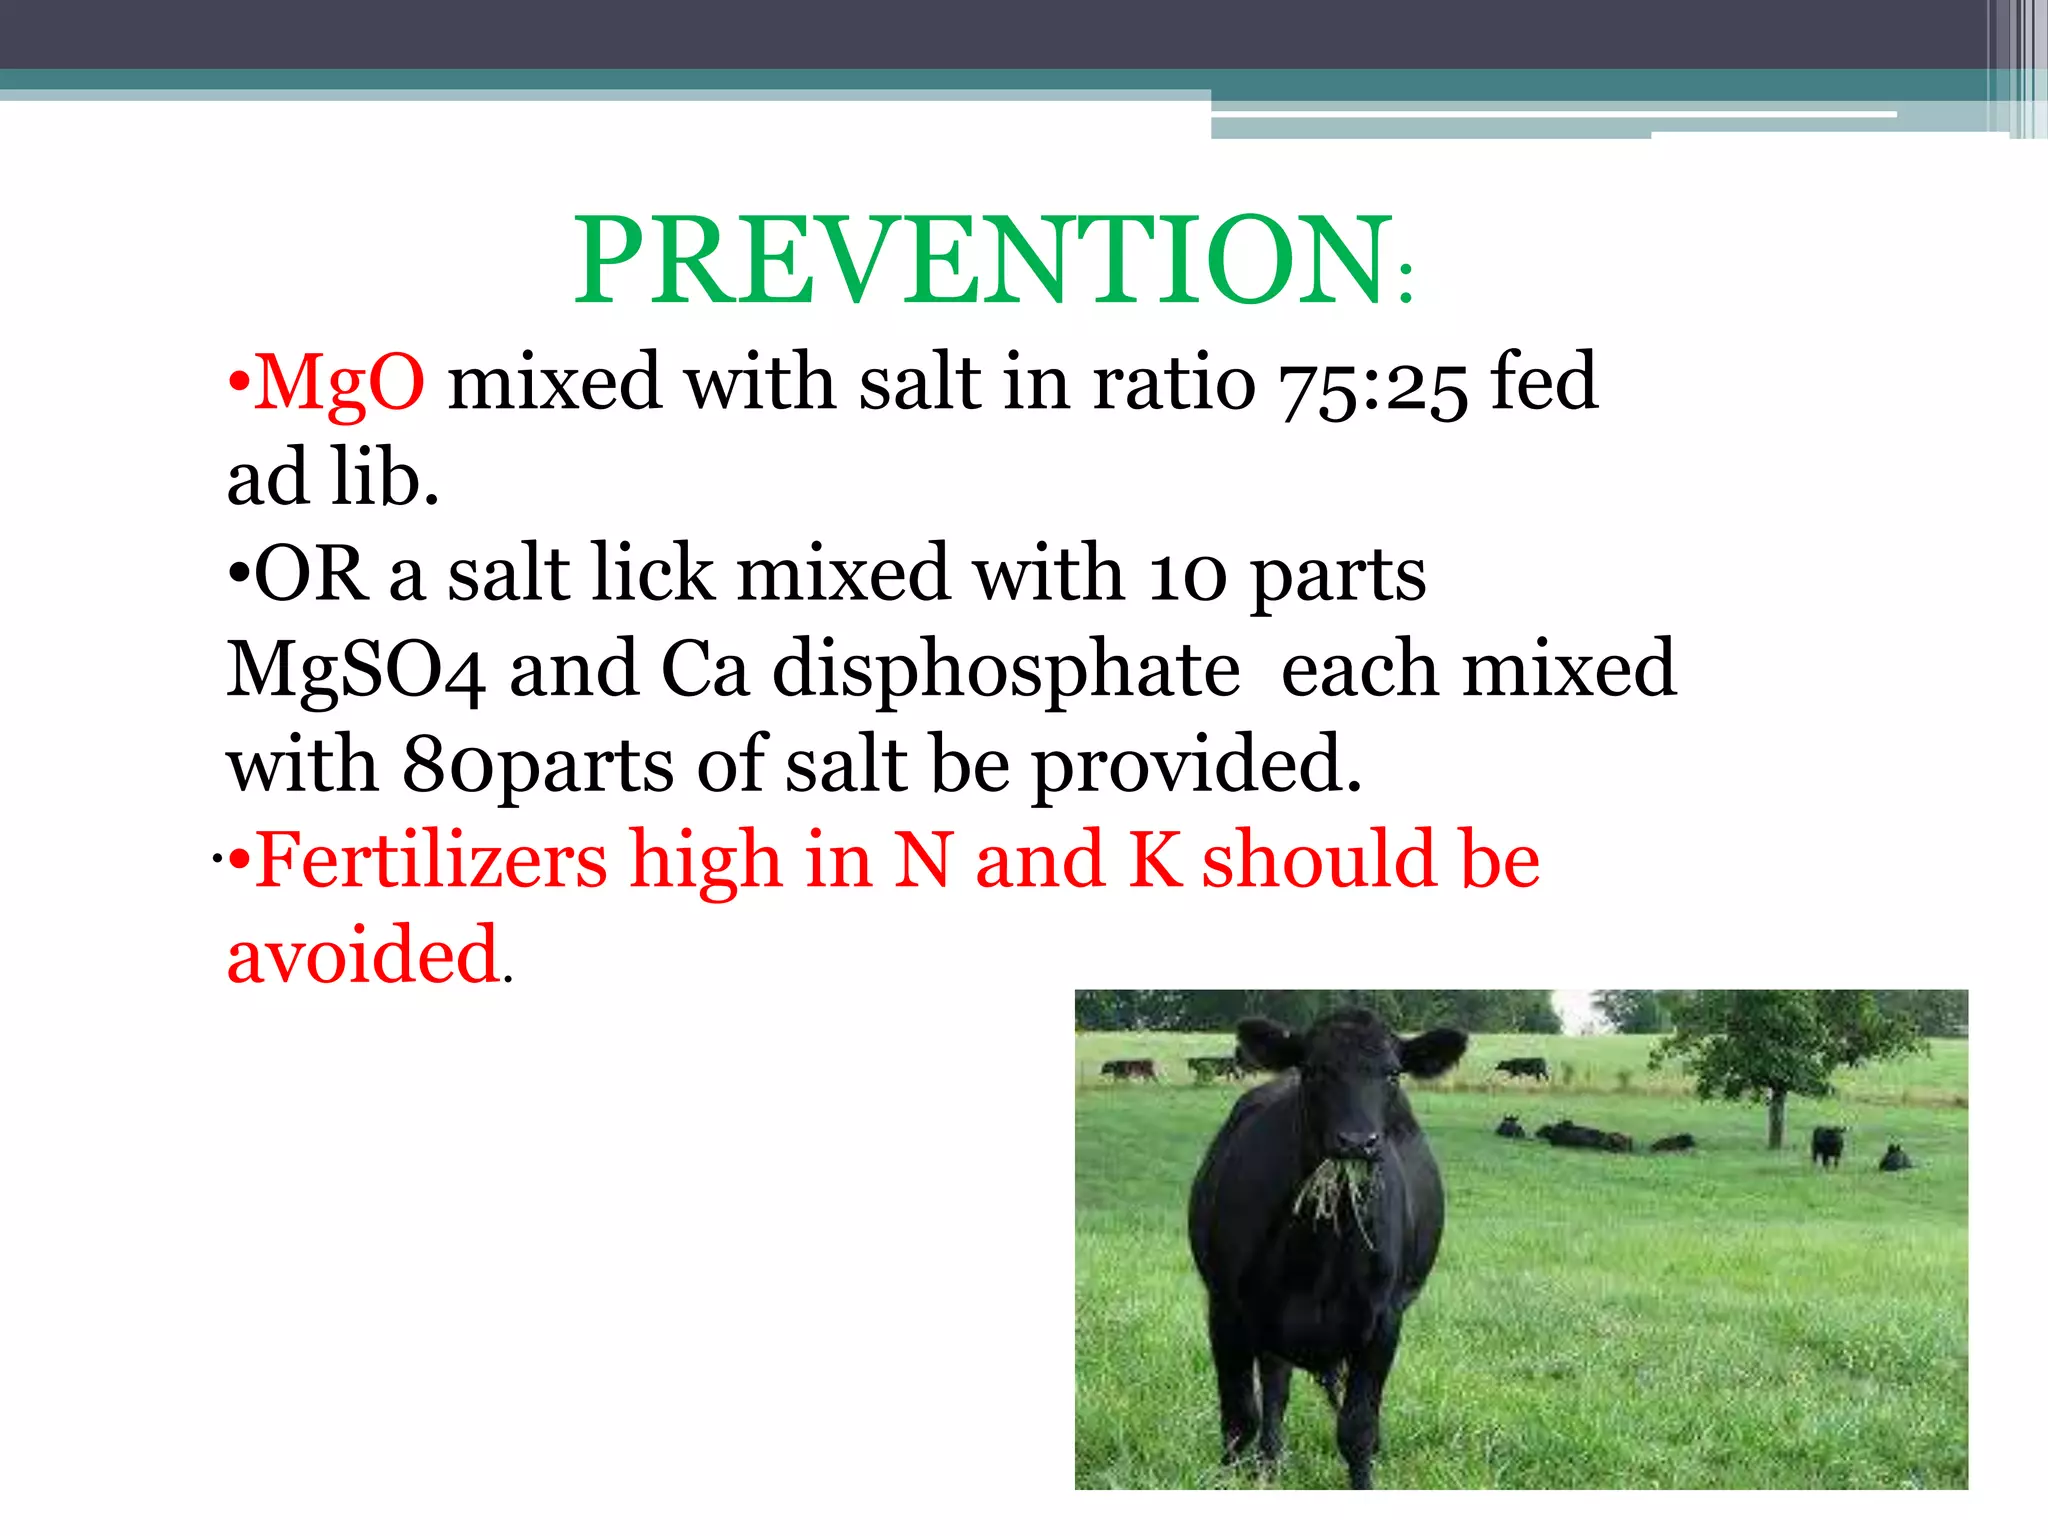 PREVENTION:
•MgO mixed with salt in ratio 75:25 fed
ad lib.
•OR a salt lick mixed with 10 parts
MgSO4 and Ca disphosphate  each mixed
with 80parts of salt be provided.
••Fertilizers high in N and K should be
avoided.